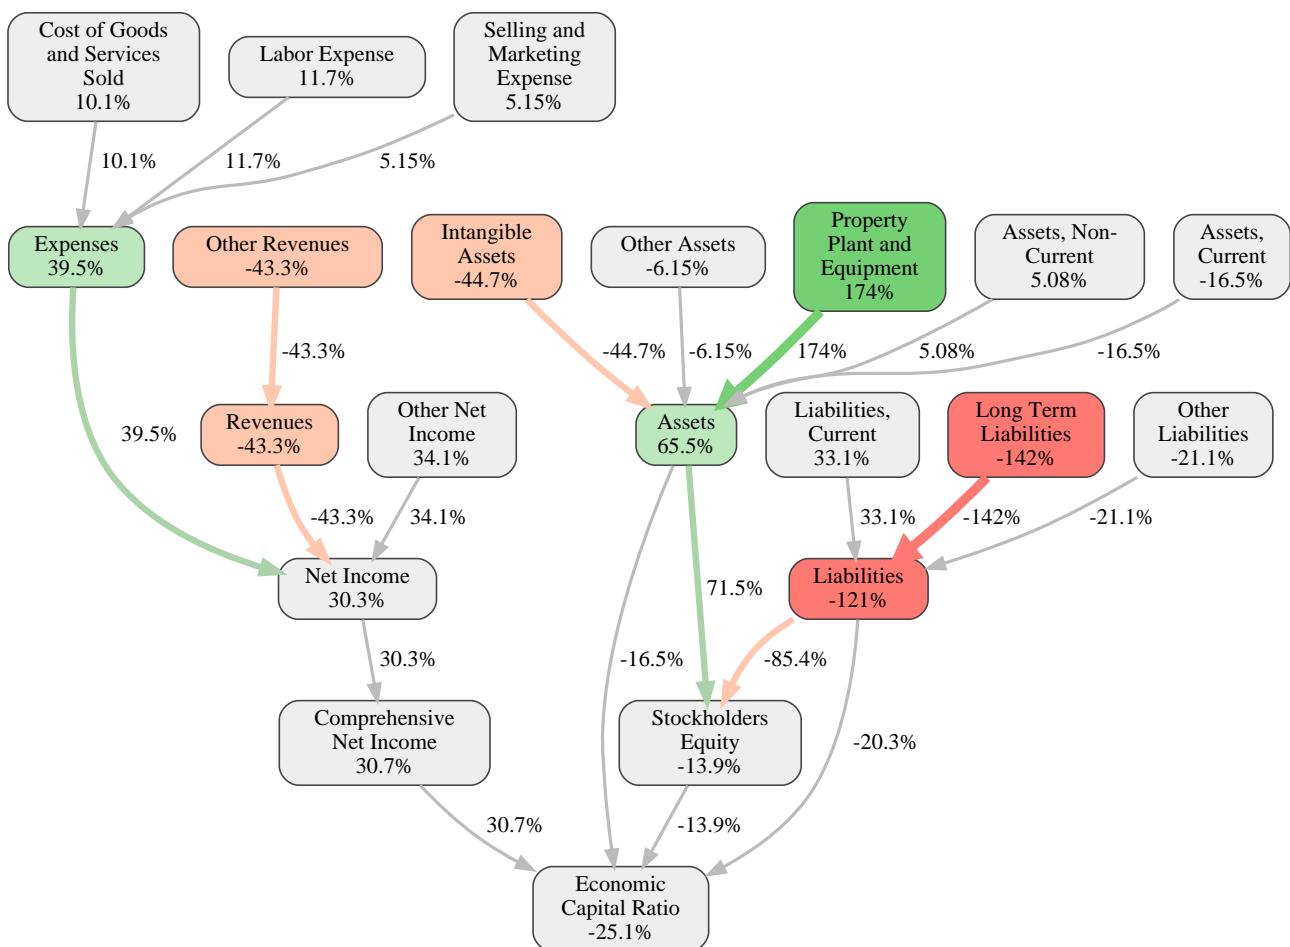 Cost of Goods
and Services
Sold
10.1%
Labor Expense
11.7%
Selling and
Marketing
Expense
5.15%
10.1%
11.7%
5.15%
Expenses
39.5%
Other Revenues
-43.3%
Intangible
Assets
-44.7%
Other Assets
-6.15%
Property
Plant and
Equipment
174%
Assets, Non-
Current
5.08%
Assets,
Current
-16.5%
-43.3%
-44.7%
-6.15%
174%
5.08%
-16.5%
39.5%
Revenues
-43.3%
Other Net
Income
34.1%
Assets
65.5%
Liabilities,
Current
33.1%
Long Term
Liabilities
-142%
Other
Liabilities
-21.1%
-43.3%
34.1%
33.1%
-142%
-21.1%
Net Income
30.3%
71.5%
Liabilities
-121%
30.3%
-16.5%
-85.4%
Comprehensive
Net Income
30.7%
Stockholders
Equity
-13.9%
-20.3%
30.7%
-13.9%
Economic
Capital Ratio
-25.1%